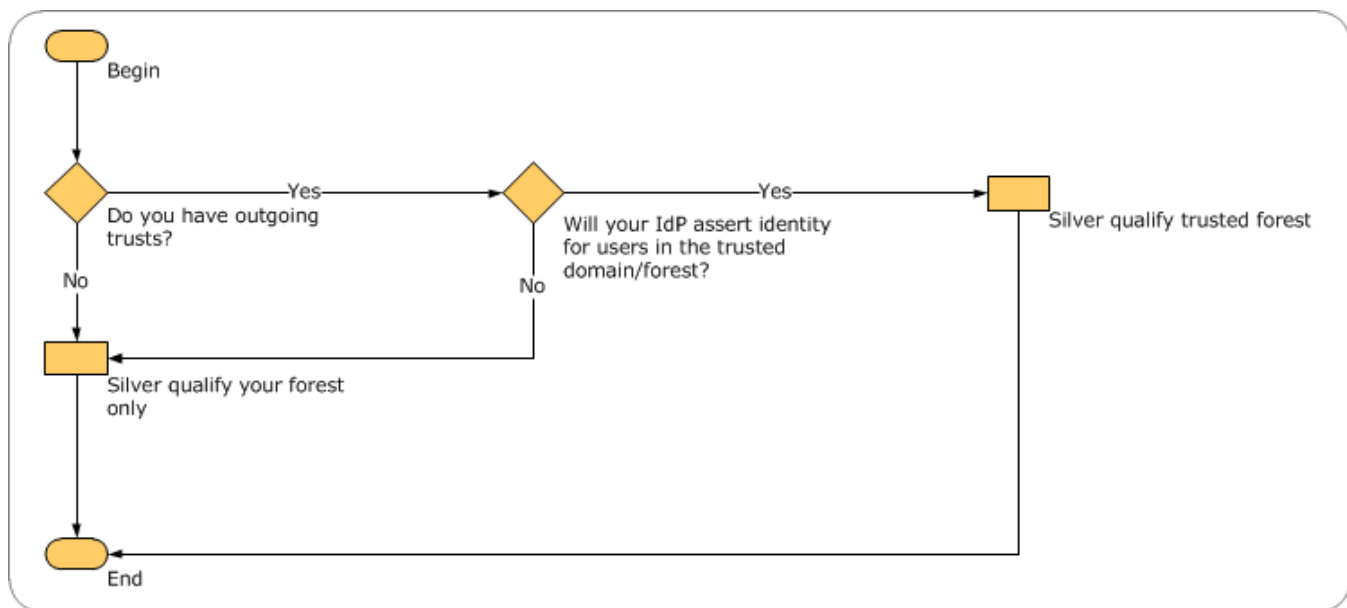 Begin
Yes
Yes
Do you have outgoing
trusts?
Will your IdP assert identity
for users in the trusted
domain/forest?
Silver qualify trusted forest
No
No
Silver qualify your forest
only
End